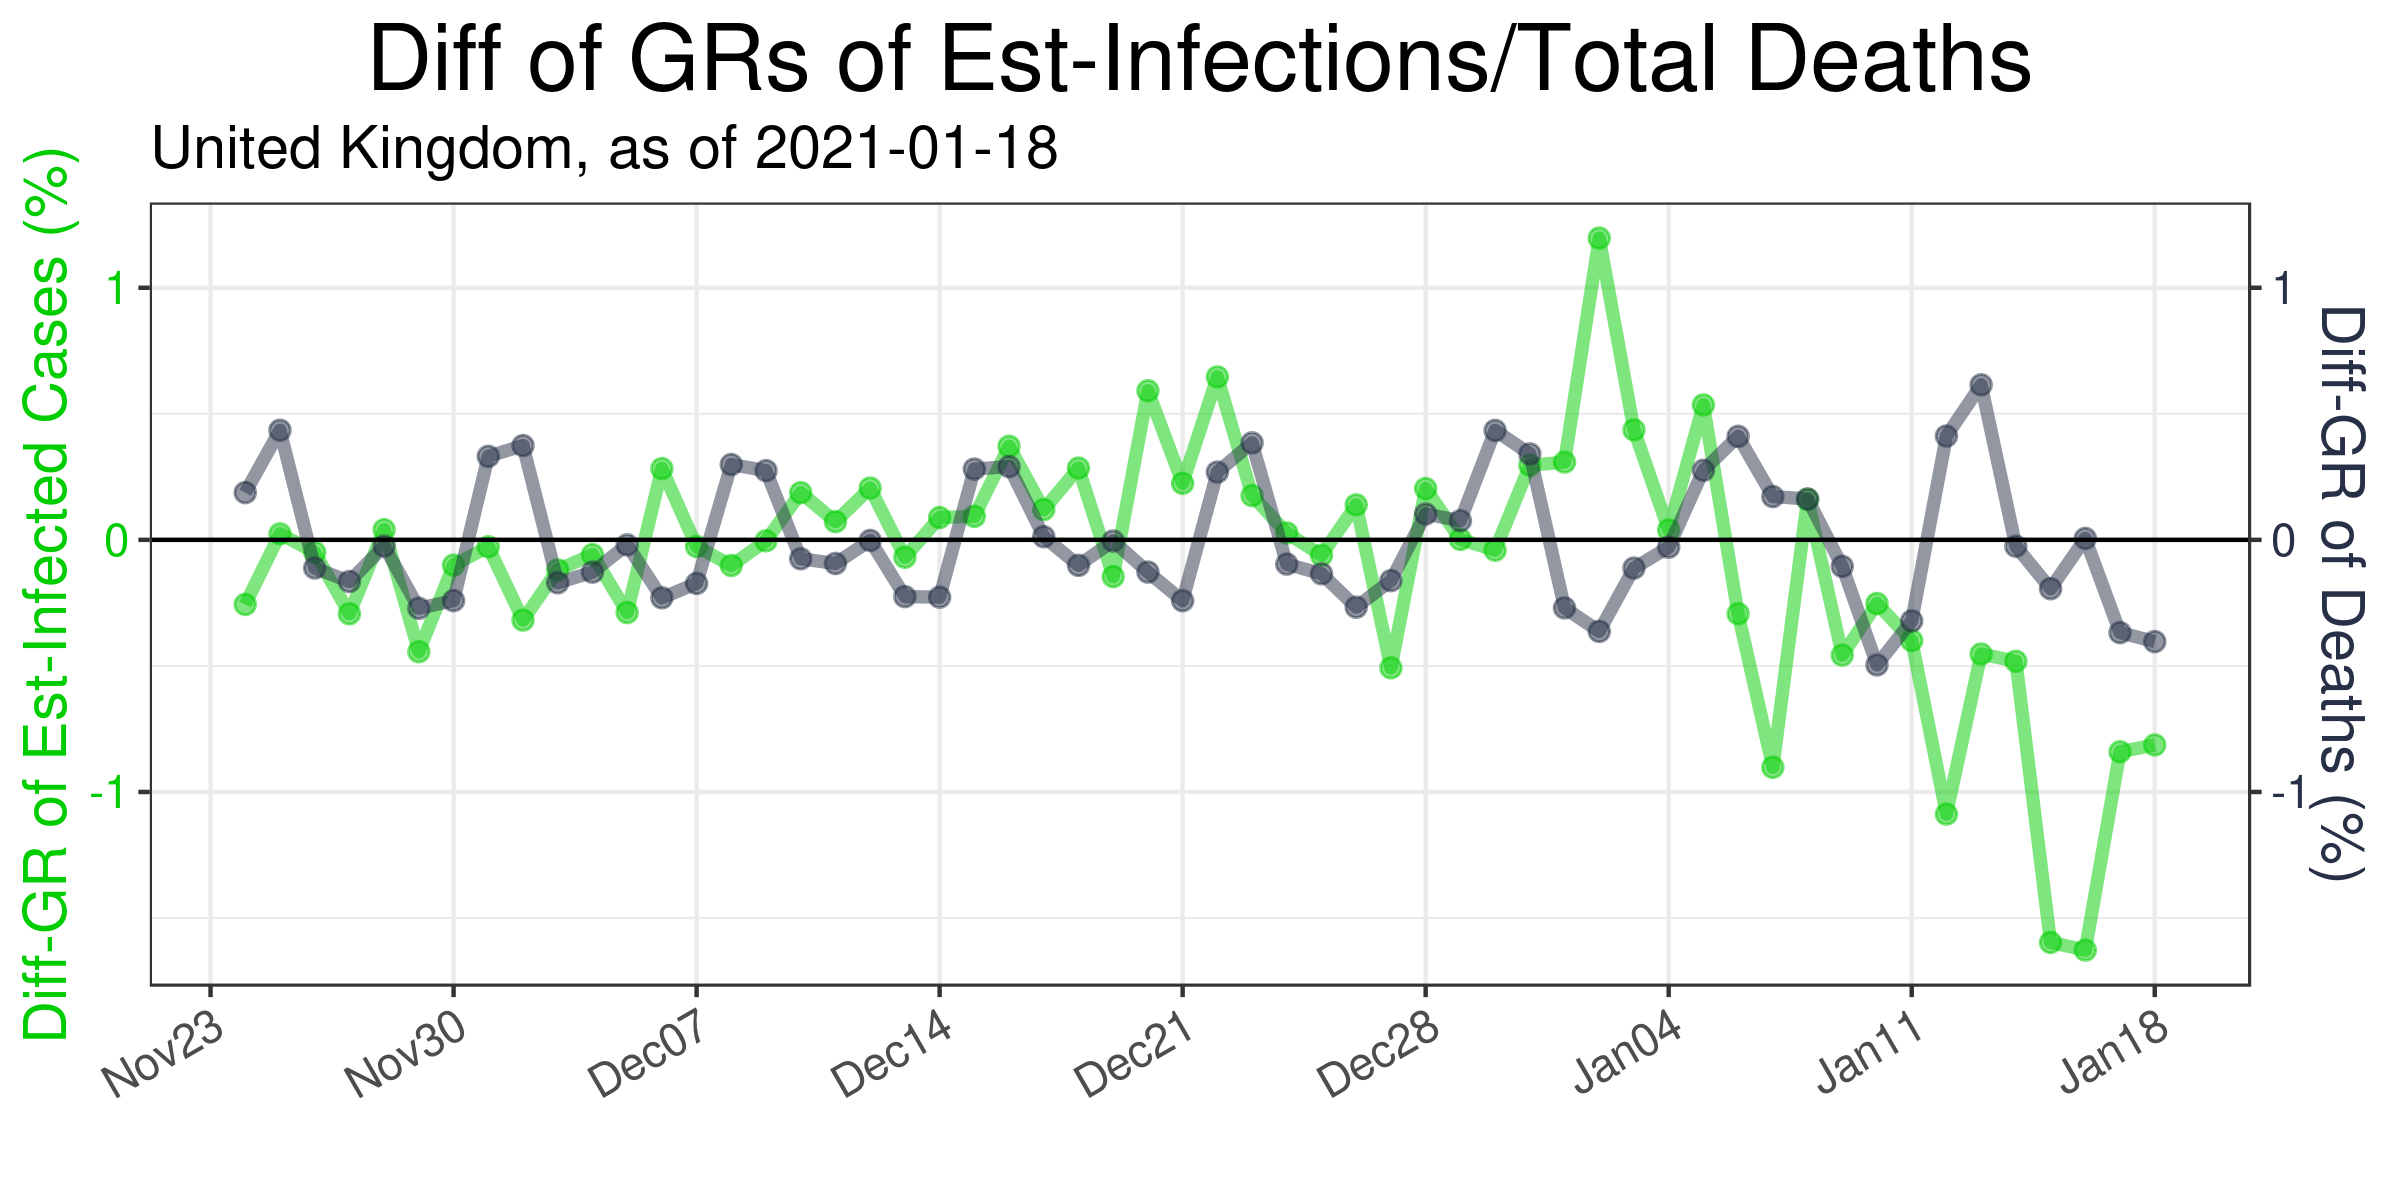 Diff of GRs of Est-Infections/Total Deaths
United Kingdom, as of 2021-01-18
Diff-GR of Est-Infected Cases (%)
1
0
-1
1
0
-1
Diff-GR of Deaths (%)
Nov23
Nov30
Dec07
Dec14
Dec21
Dec28
Jan04
Jan11
Jan18